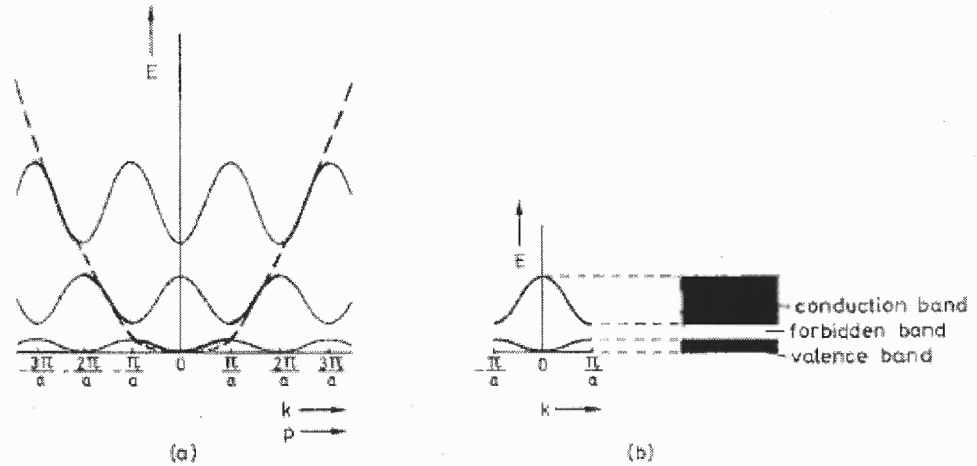 E
-3π/a -2π/a -π/a 0 π/a 2π/a 3π/a
k
p
(a)
E
conduction band
forbidden band
valence band
-π/a 0 π/a
k
(b)